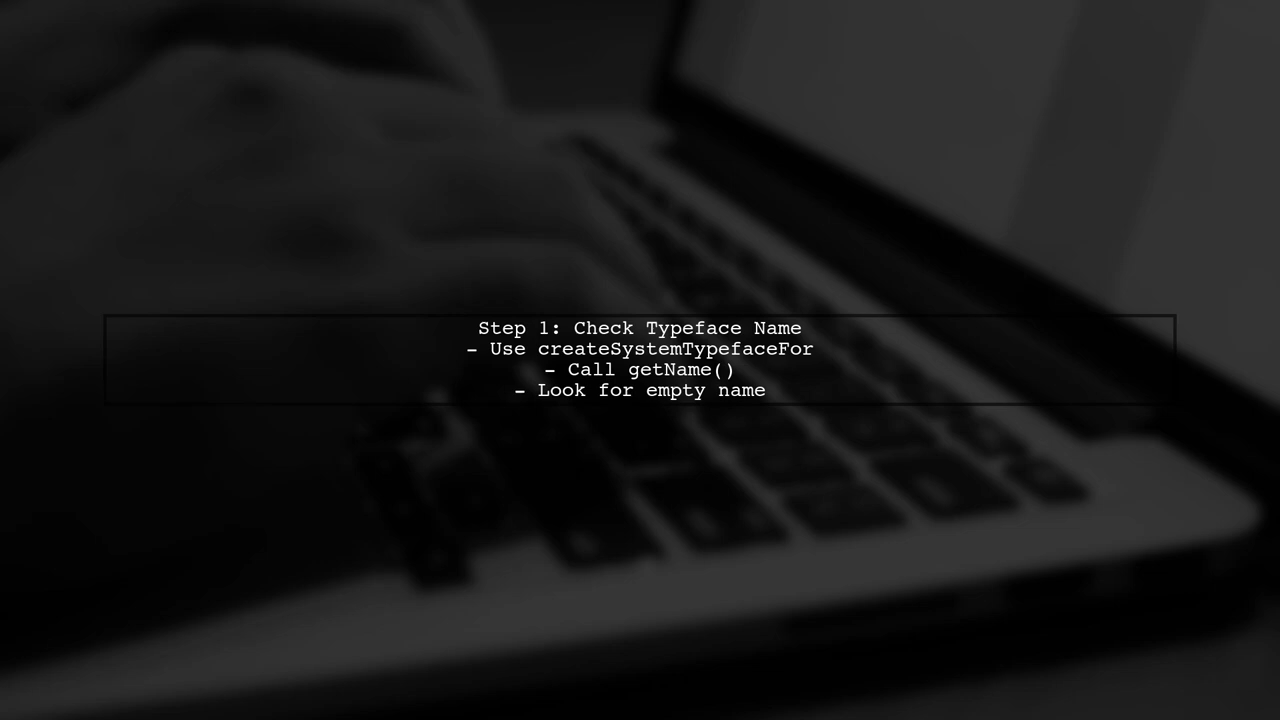 Step 1: Check Typeface Name
- Use createSystemTypefaceFor
- Call getName()
- Look for empty name